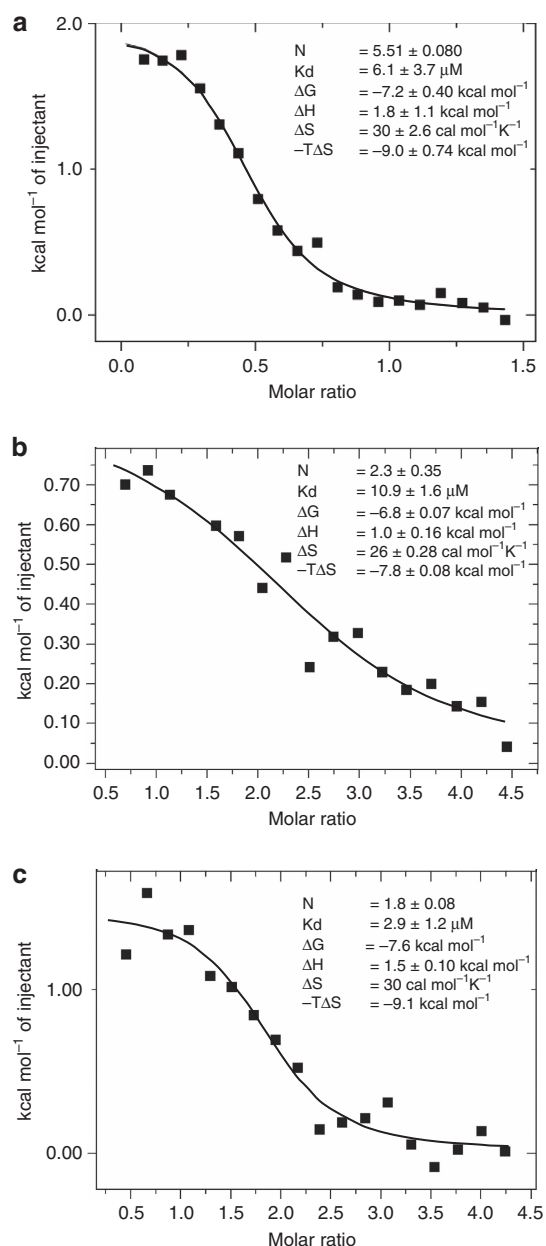 a
2.0
1.0
0.0
kcal mol⁻¹ of injectant
N = 5.51 ± 0.080
Kd = 6.1 ± 3.7 μM
ΔG = −7.2 ± 0.40 kcal mol⁻¹
ΔH = 1.8 ± 1.1 kcal mol⁻¹
ΔS = 30 ± 2.6 cal mol⁻¹K⁻¹
−TΔS = −9.0 ± 0.74 kcal mol⁻¹
0.0 0.5 1.0 1.5
Molar ratio
b
0.70
0.60
0.50
0.40
0.30
0.20
0.10
0.00
kcal mol⁻¹ of injectant
N = 2.3 ± 0.35
Kd = 10.9 ± 1.6 μM
ΔG = −6.8 ± 0.07 kcal mol⁻¹
ΔH = 1.0 ± 0.16 kcal mol⁻¹
ΔS = 26 ± 0.28 cal mol⁻¹K⁻¹
−TΔS = −7.8 ± 0.08 kcal mol⁻¹
0.5 1.0 1.5 2.0 2.5 3.0 3.5 4.0 4.5
Molar ratio
c
1.00
0.00
kcal mol⁻¹ of injectant
N = 1.8 ± 0.08
Kd = 2.9 ± 1.2 μM
ΔG = −7.6 kcal mol⁻¹
ΔH = 1.5 ± 0.10 kcal mol⁻¹
ΔS = 30 cal mol⁻¹K⁻¹
−TΔS = −9.1 kcal mol⁻¹
0.5 1.0 1.5 2.0 2.5 3.0 3.5 4.0 4.5
Molar ratio